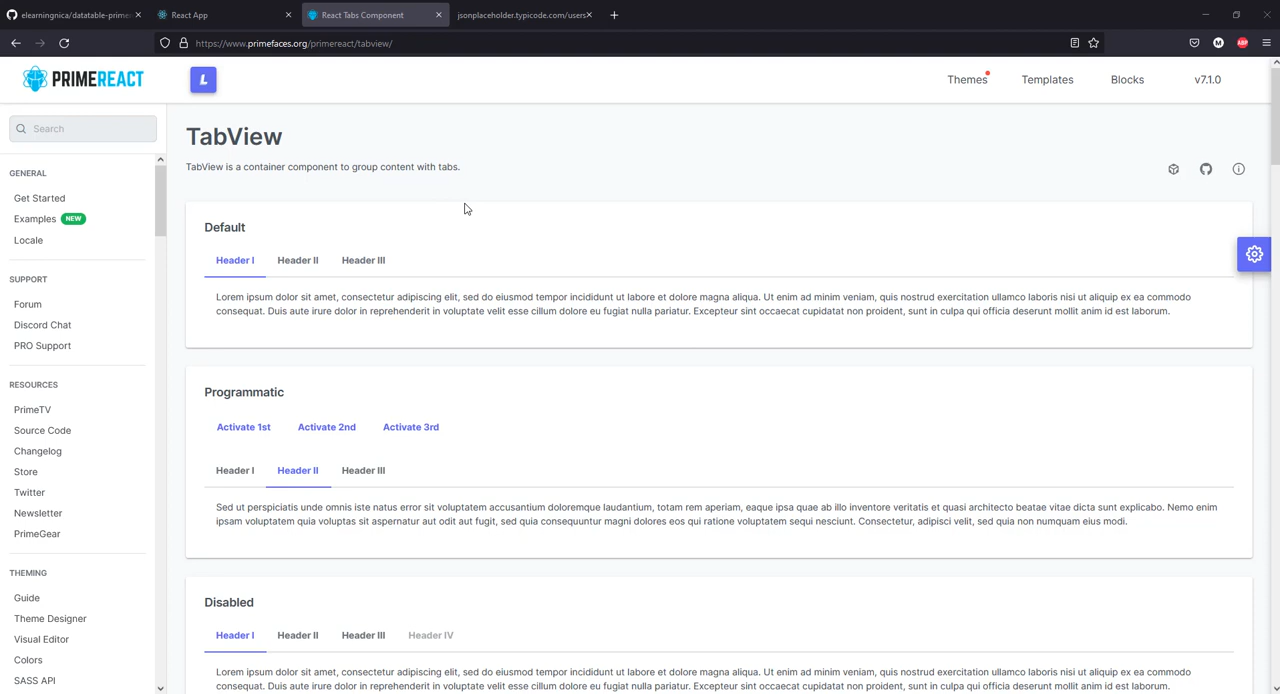 elearningnica/datatable-prime
React App
React Tabs Component
jsonplaceholder.typicode.com/users
https://www.primefaces.org/primereact/tabview/
M
ABP
PRIMEREACT
L
Themes
Templates
Blocks
v7.1.0
Search
GENERAL
Get Started
Examples NEW
Locale
SUPPORT
Forum
Discord Chat
PRO Support
RESOURCES
PrimeTV
Source Code
Changelog
Store
Twitter
Newsletter
PrimeGear
THEMING
Guide
Theme Designer
Visual Editor
Colors
SASS API
TabView
TabView is a container component to group content with tabs.
Default
Header I Header II Header III
Lorem ipsum dolor sit amet, consectetur adipiscing elit, sed do eiusmod tempor incididunt ut labore et dolore magna aliqua. Ut enim ad minim veniam, quis nostrud exercitation ullamco laboris nisi ut aliquip ex ea commodo
consequat. Duis aute irure dolor in reprehenderit in voluptate velit esse cillum dolore eu fugiat nulla pariatur. Excepteur sint occaecat cupidatat non proident, sunt in culpa qui officia deserunt mollit anim id est laborum.
Programmatic
Activate 1st Activate 2nd Activate 3rd
Header I Header II Header III
Sed ut perspiciatis unde omnis iste natus error sit voluptatem accusantium doloremque laudantium, totam rem aperiam, eaque ipsa quae ab illo inventore veritatis et quasi architecto beatae vitae dicta sunt explicabo. Nemo enim
ipsam voluptatem quia voluptas sit aspernatur aut odit aut fugit, sed quia consequuntur magni dolores eos qui ratione voluptatem sequi nesciunt. Consectetur, adipisci velit, sed quia non numquam eius modi.
Disabled
Header I Header II Header III Header IV
Lorem ipsum dolor sit amet, consectetur adipiscing elit, sed do eiusmod tempor incididunt ut labore et dolore magna aliqua. Ut enim ad minim veniam, quis nostrud exercitation ullamco laboris nisi ut aliquip ex ea commodo
consequat. Duis aute irure dolor in reprehenderit in voluptate velit esse cillum dolore eu fugiat nulla pariatur. Excepteur sint occaecat cupidatat non proident, sunt in culpa qui officia deserunt mollit anim id est laborum.